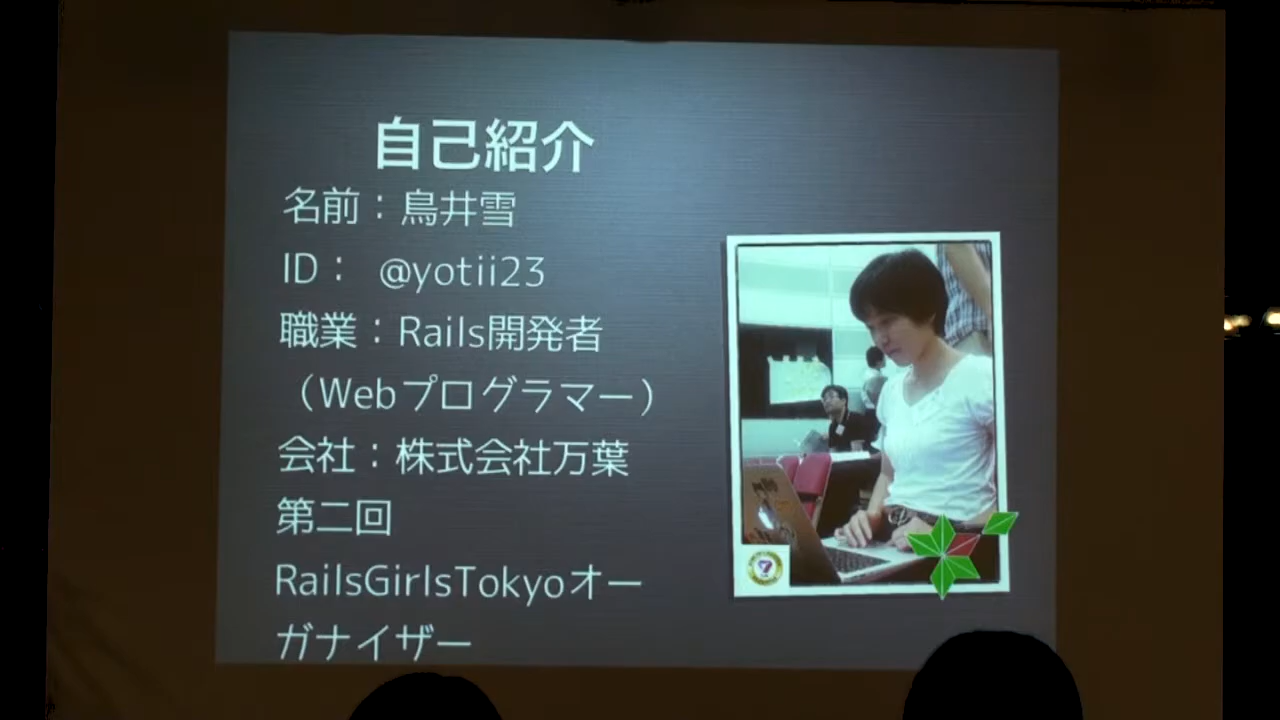 自己紹介
名前：鳥井雪
ID： @yotii23
職業：Rails開発者
（Webプログラマー）
会社：株式会社万葉
第二回
RailsGirlsTokyoオー
ガナイザー